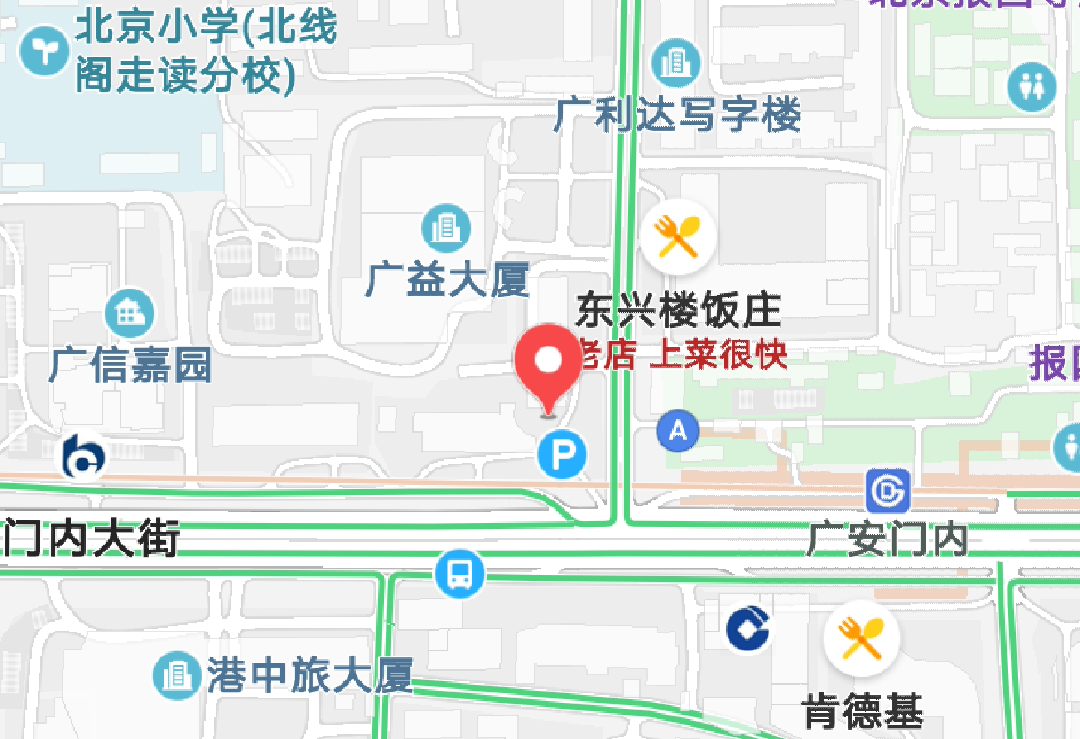 北京小学(北线
阁走读分校)
广利达写字楼
广益大厦
东兴楼饭庄
老店 上菜很快
广信嘉园
A
P
门内大街
广安门内
港中旅大厦
肯德基